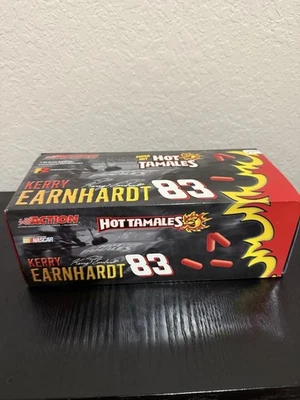 HOT
TAMALES
KERRY
EARNHARDT 83
ACTION
HOT TAMALES
NASCAR
KERRY
EARNHARDT 83